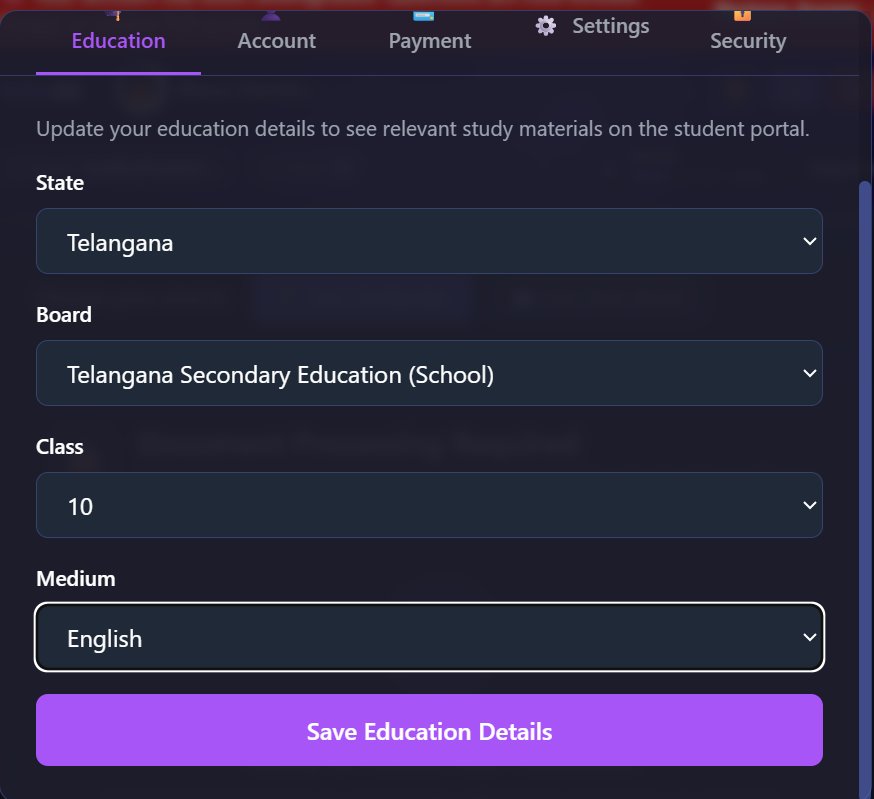 Education
Account
Payment
Settings
Security
Update your education details to see relevant study materials on the student portal.
State
Telangana
Board
Telangana Secondary Education (School)
Class
10
Medium
English
Save Education Details